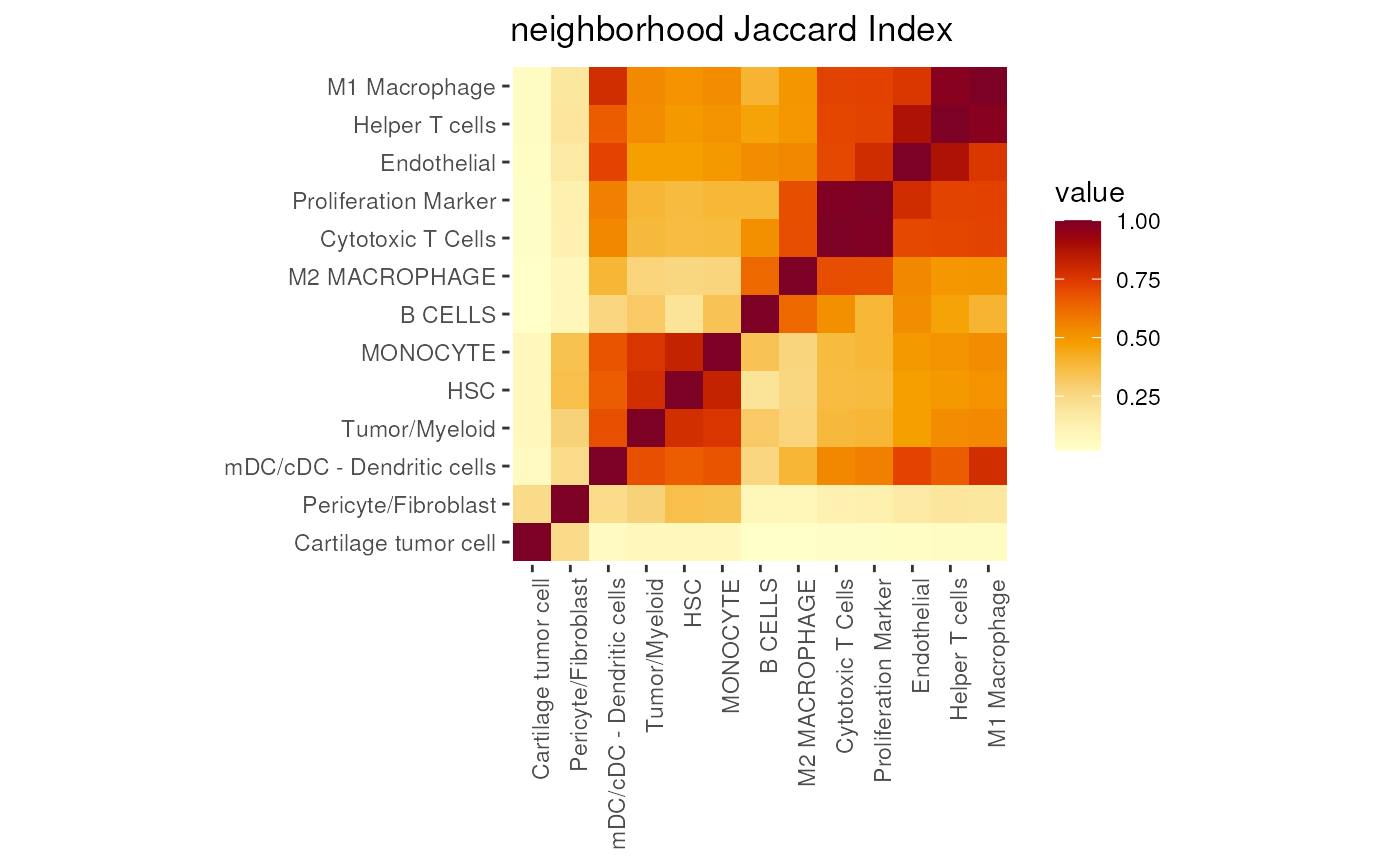 neighborhood Jaccard Index
M1 Macrophage
Helper T cells
Endothelial
Proliferation Marker
Cytotoxic T Cells
M2 MACROPHAGE
B CELLS
MONOCYTE
HSC
Tumor/Myeloid
mDC/cDC - Dendritic cells
Pericyte/Fibroblast
Cartilage tumor cell
Cartilage tumor cell
Pericyte/Fibroblast
mDC/cDC - Dendritic cells
Tumor/Myeloid
HSC
MONOCYTE
B CELLS
M2 MACROPHAGE
Cytotoxic T Cells
Proliferation Marker
Endothelial
Helper T cells
M1 Macrophage
value
1.00
0.75
0.50
0.25